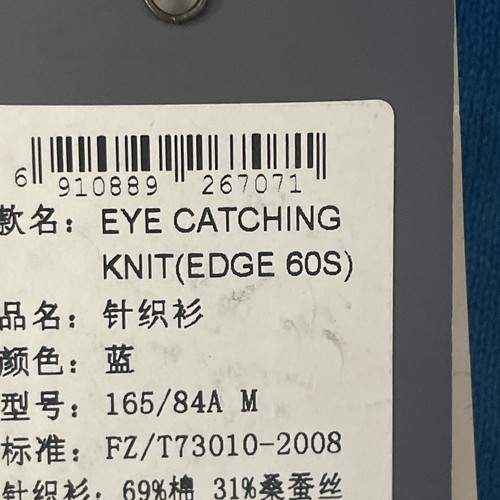 6 910889 267071
款名: EYE CATCHING
KNIT(EDGE 60S)
品名: 针织衫
颜色: 蓝
型号: 165/84A M
标准: FZ/T73010-2008
针织衫: 69%棉 31%桑蚕丝